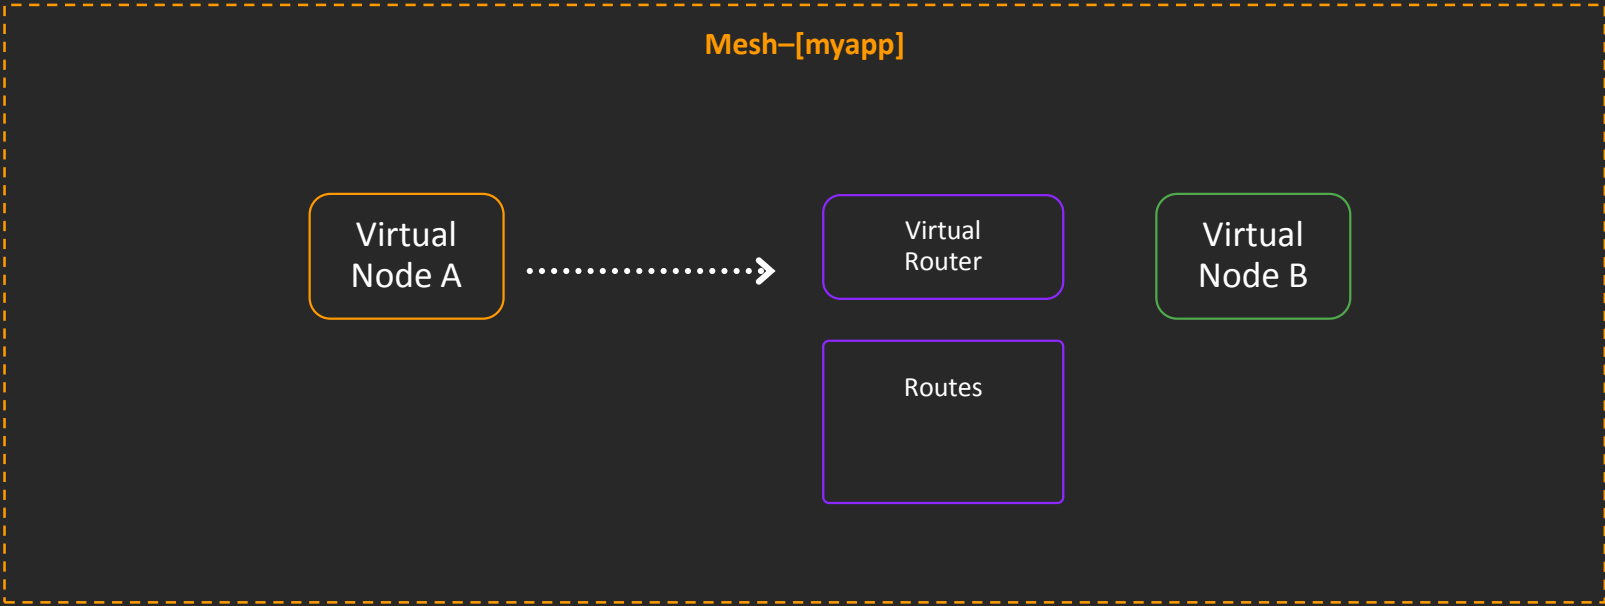 Mesh–[myapp]
Virtual
Node A
Virtual
Router
Virtual
Node B
Routes